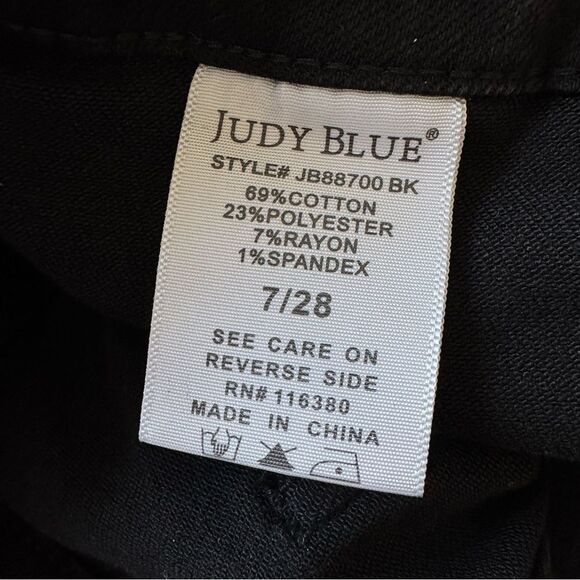 JUDY BLUE®
STYLE# JB88700 BK
69%COTTON
23%POLYESTER
7%RAYON
1%SPANDEX
7/28
SEE CARE ON
REVERSE SIDE
RN# 116380
MADE IN CHINA